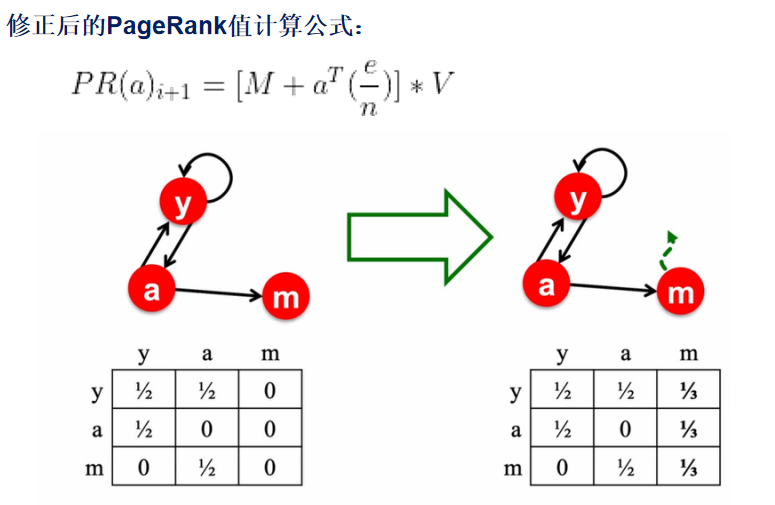 修正后的PageRank值计算公式：
PR(a)_{i+1} = [M + a^T(\frac{e}{n})] * V
y
a
m
y
a
m
y a m
y ½ ½ 0
a ½ 0 0
m 0 ½ 0
y a m
y ½ ½ ⅓
a ½ 0 ⅓
m 0 ½ ⅓